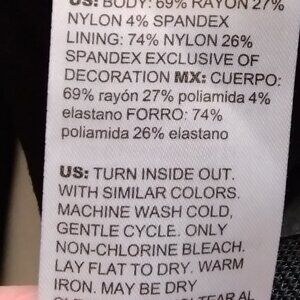 US: BODY: 69% RAYON 27%
NYLON 4% SPANDEX
LINING: 74% NYLON 26%
SPANDEX EXCLUSIVE OF
DECORATION MX: CUERPO:
69% rayón 27% poliamida 4%
elastano FORRO: 74%
poliamida 26% elastano
US: TURN INSIDE OUT.
WITH SIMILAR COLORS.
MACHINE WASH COLD,
GENTLE CYCLE. ONLY
NON-CHLORINE BLEACH.
LAY FLAT TO DRY. WARM
IRON. MAY BE DRY